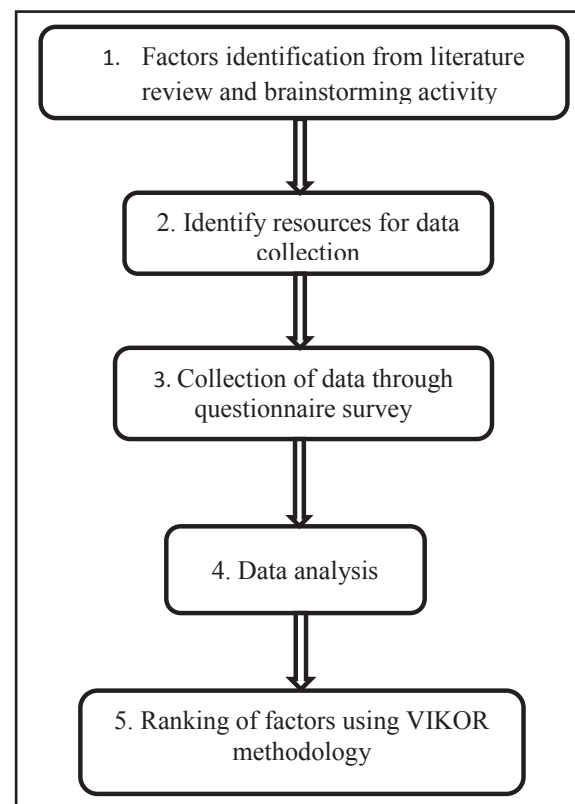 1. Factors identification from literature
review and brainstorming activity
2. Identify resources for data
collection
3. Collection of data through
questionnaire survey
4. Data analysis
5. Ranking of factors using VIKOR
methodology